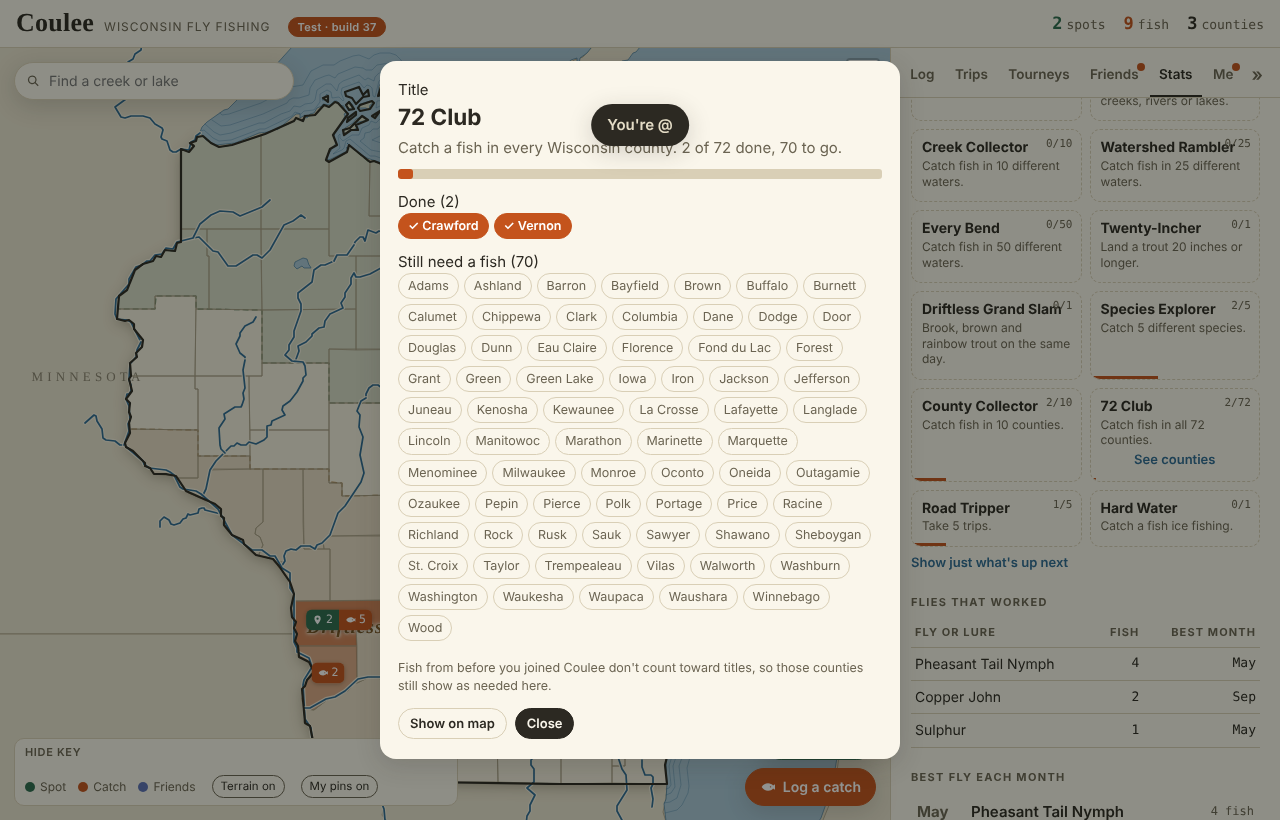 Coulee WISCONSIN FLY FISHING Test · build 37
2 spots 9 fish 3 counties
Find a creek or lake
Log Trips Tourneys Friends Stats Me »
MINNESOTA
2 5
2
HIDE KEY
Spot Catch Friends Terrain on My pins on
Log a catch
Title
72 Club
You're @
Catch a fish in every Wisconsin county. 2 of 72 done, 70 to go.
Done (2)
✓ Crawford ✓ Vernon
Still need a fish (70)
Adams Ashland Barron Bayfield Brown Buffalo Burnett
Calumet Chippewa Clark Columbia Dane Dodge Door
Douglas Dunn Eau Claire Florence Fond du Lac Forest
Grant Green Green Lake Iowa Iron Jackson Jefferson
Juneau Kenosha Kewaunee La Crosse Lafayette Langlade
Lincoln Manitowoc Marathon Marinette Marquette
Menominee Milwaukee Monroe Oconto Oneida Outagamie
Ozaukee Pepin Pierce Polk Portage Price Racine
Richland Rock Rusk Sauk Sawyer Shawano Sheboygan
St. Croix Taylor Trempealeau Vilas Walworth Washburn
Washington Waukesha Waupaca Waushara Winnebago
Wood
Fish from before you joined Coulee don't count toward titles, so those counties
still show as needed here.
Show on map Close
creeks, rivers or lakes.
Creek Collector 0/10
Catch fish in 10 different
waters.
Watershed Rambler 0/25
Catch fish in 25 different
waters.
Every Bend 0/50
Catch fish in 50 different
waters.
Twenty-Incher 0/1
Land a trout 20 inches or
longer.
Driftless Grand Slam 0/1
Brook, brown and
rainbow trout on the same
day.
Species Explorer 2/5
Catch 5 different species.
County Collector 2/10
Catch fish in 10 counties.
72 Club 2/72
Catch fish in all 72
counties.
See counties
Road Tripper 1/5
Take 5 trips.
Hard Water 0/1
Catch a fish ice fishing.
Show just what's up next
FLIES THAT WORKED
FLY OR LURE FISH BEST MONTH
Pheasant Tail Nymph 4 May
Copper John 2 Sep
Sulphur 1 May
BEST FLY EACH MONTH
May Pheasant Tail Nymph 4 fish